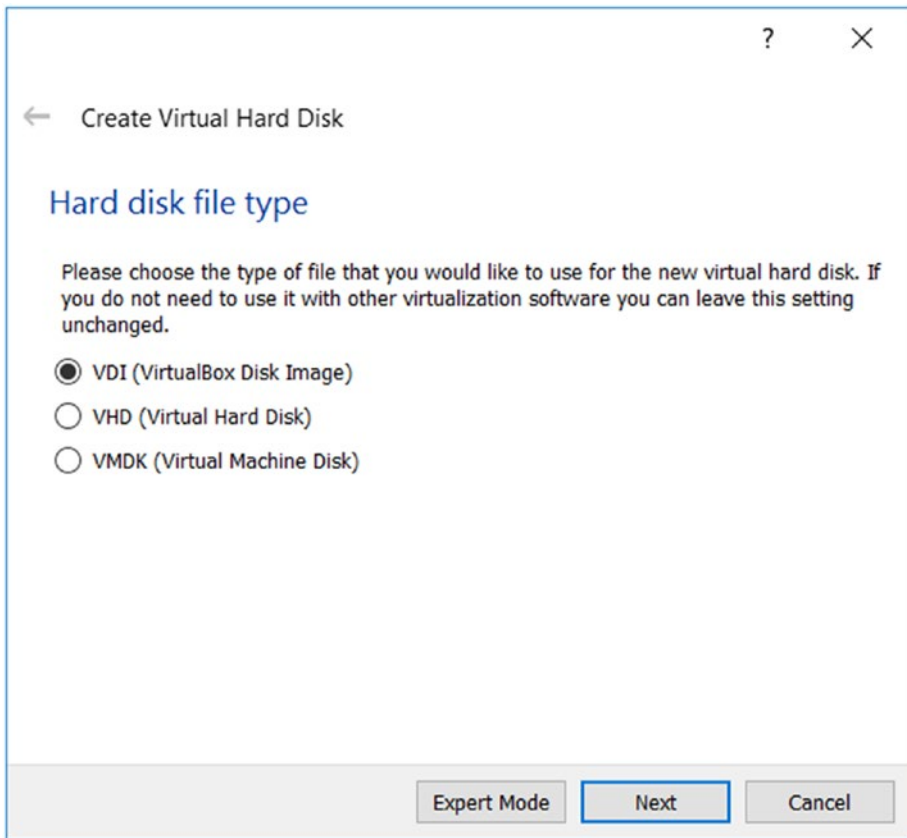 ?
Create Virtual Hard Disk
Hard disk file type
Please choose the type of file that you would like to use for the new virtual hard disk. If
you do not need to use it with other virtualization software you can leave this setting
unchanged.
VDI (VirtualBox Disk Image)
VHD (Virtual Hard Disk)
VMDK (Virtual Machine Disk)
Expert Mode Next Cancel